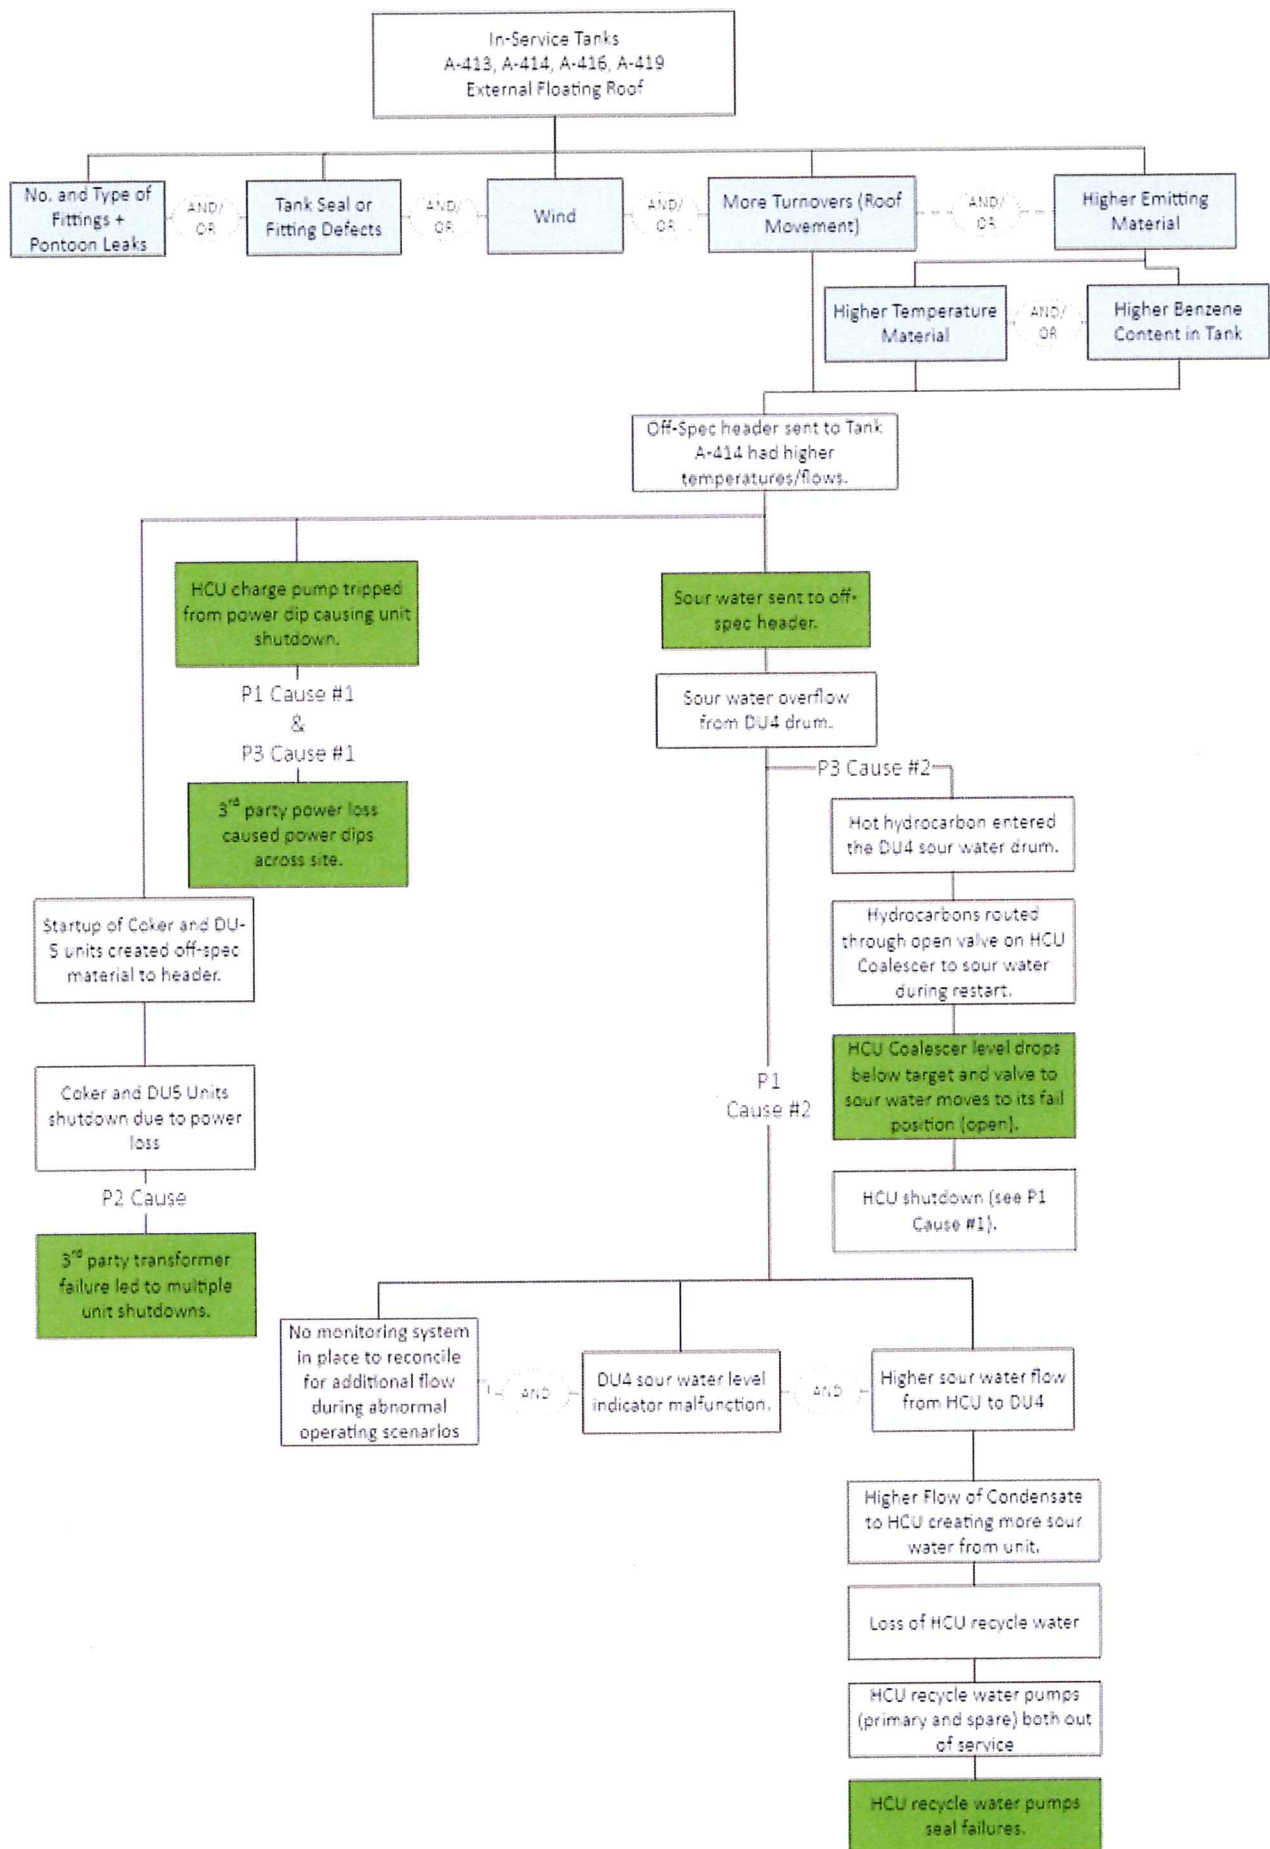 In-Service Tanks
A-413, A-414, A-416, A-419
External Floating Roof
No. and Type of
Fittings +
Pontoon Leaks
AND/
OR
Tank Seal or
Fitting Defects
AND/
OR
Wind
AND/
OR
More Turnovers (Roof
Movement)
AND/
OR
Higher Emitting
Material
Higher Temperature
Material
AND/
OR
Higher Benzene
Content in Tank
Off-Spec header sent to Tank
A-414 had higher
temperatures/flows.
HCU charge pump tripped
from power dip causing unit
shutdown.
P1 Cause #1
&
P3 Cause #1
3rd party power loss
caused power dips
across site.
Sour water sent to off-
spec header.
Sour water overflow
from DU4 drum.
P3 Cause #2
Hot hydrocarbon entered
the DU4 sour water drum.
Hydrocarbons routed
through open valve on HCU
Coalescer to sour water
during restart.
HCU Coalescer level drops
below target and valve to
sour water moves to its fail
position (open).
HCU shutdown (see P1
Cause #1).
Startup of Coker and DU-
5 units created off-spec
material to header.
Coker and DU5 Units
shutdown due to power
loss
P2 Cause
3rd party transformer
failure led to multiple
unit shutdowns.
P1
Cause #2
No monitoring system
in place to reconcile
for additional flow
during abnormal
operating scenarios
AND
DU4 sour water level
indicator malfunction.
AND
Higher sour water flow
from HCU to DU4
Higher Flow of Condensate
to HCU creating more sour
water from unit.
Loss of HCU recycle water
HCU recycle water pumps
(primary and spare) both out
of service
HCU recycle water pumps
seal failures.